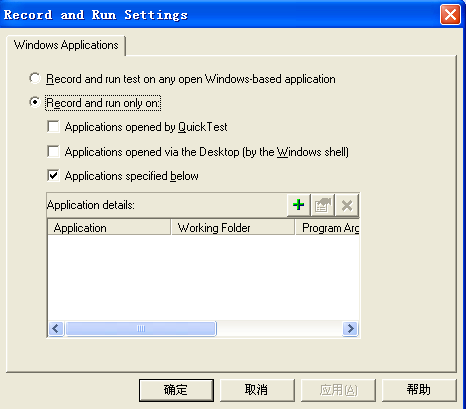 Record and Run Settings
Windows Applications
Record and run test on any open Windows-based application
Record and run only on:
Applications opened by QuickTest
Applications opened via the Desktop (by the Windows shell)
Applications specified below
Application details:
Application Working Folder Program Arg
确定 取消 应用(A) 帮助